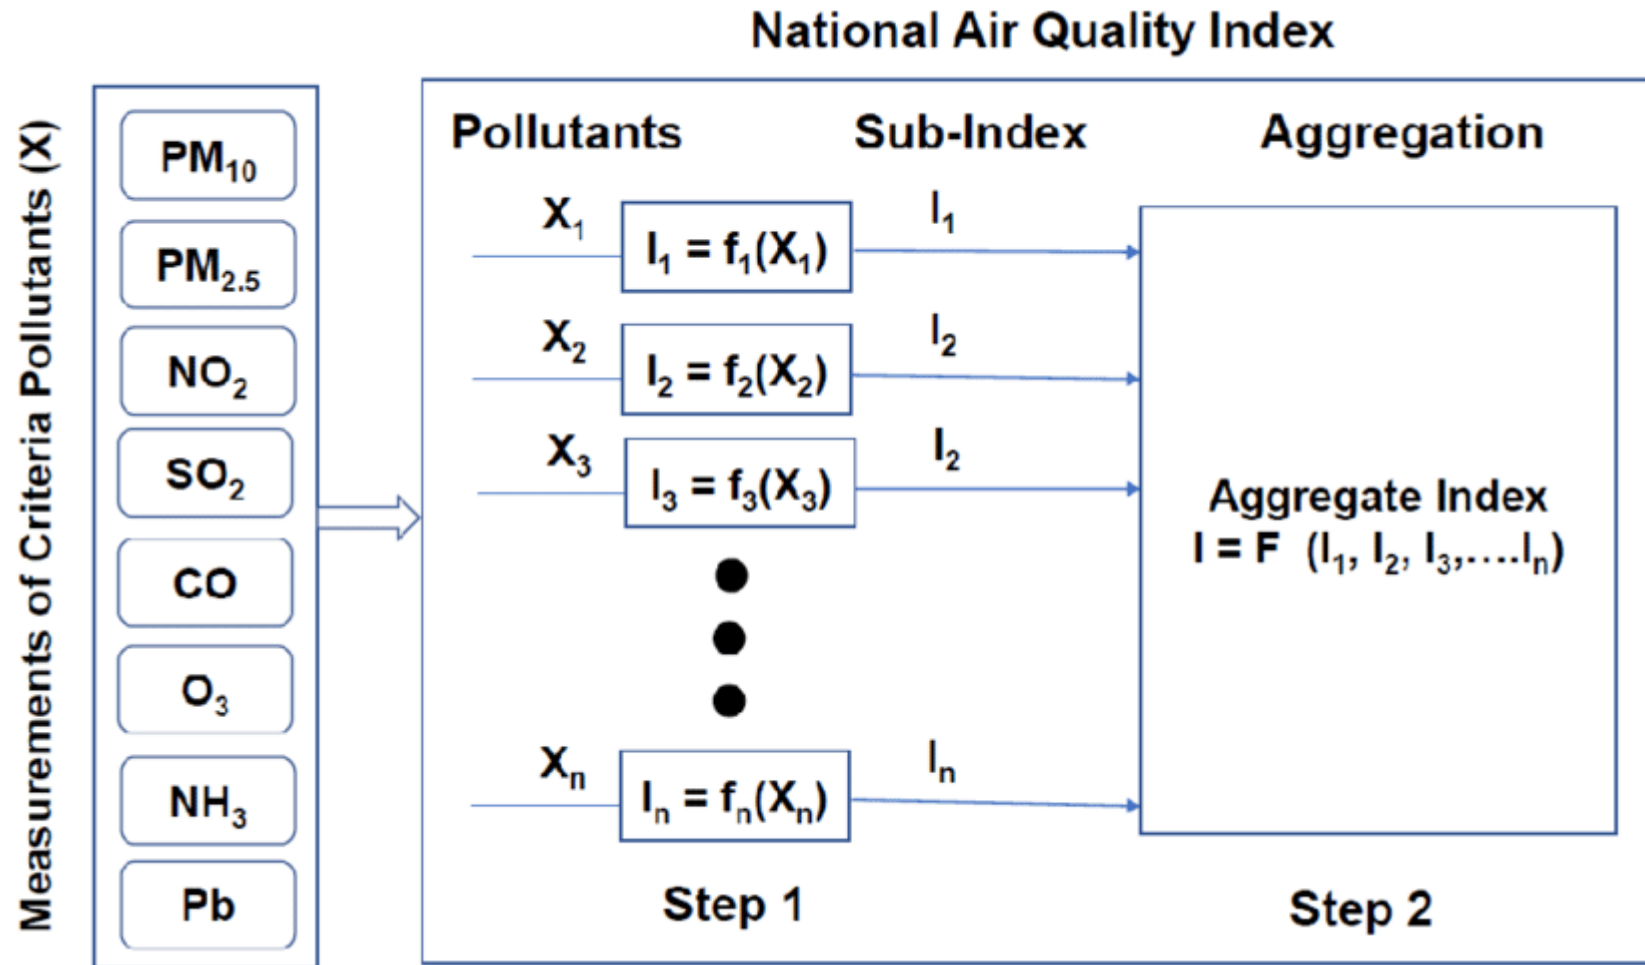 National Air Quality Index
Measurements of Criteria Pollutants (X)
PM₁₀
PM₂.₅
NO₂
SO₂
CO
O₃
NH₃
Pb
Pollutants Sub-Index Aggregation
X₁ I₁ = f₁(X₁) I₁
X₂ I₂ = f₂(X₂) I₂
X₃ I₃ = f₃(X₃) I₂
Xₙ Iₙ = fₙ(Xₙ) Iₙ
Aggregate Index
I = F (I₁, I₂, I₃,....Iₙ)
Step 1 Step 2